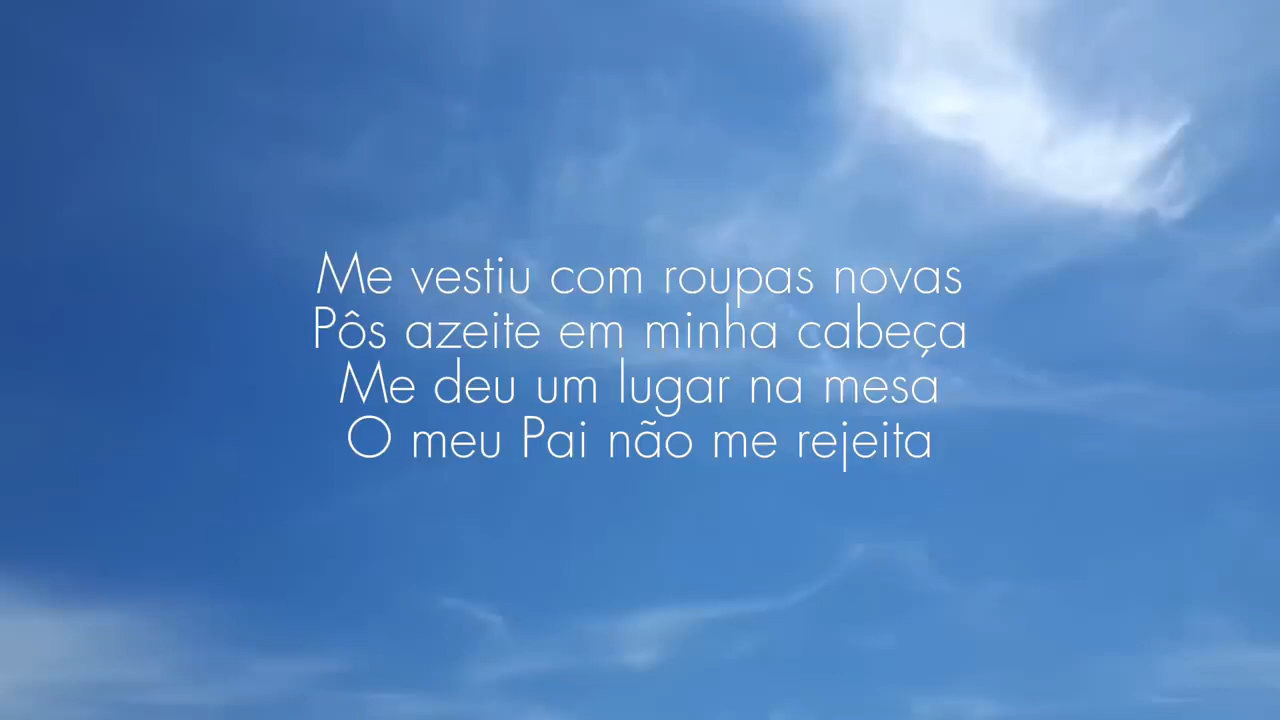 Me vestiu com roupas novas
Pôs azeite em minha cabeça
Me deu um lugar na mesa
O meu Pai não me rejeita